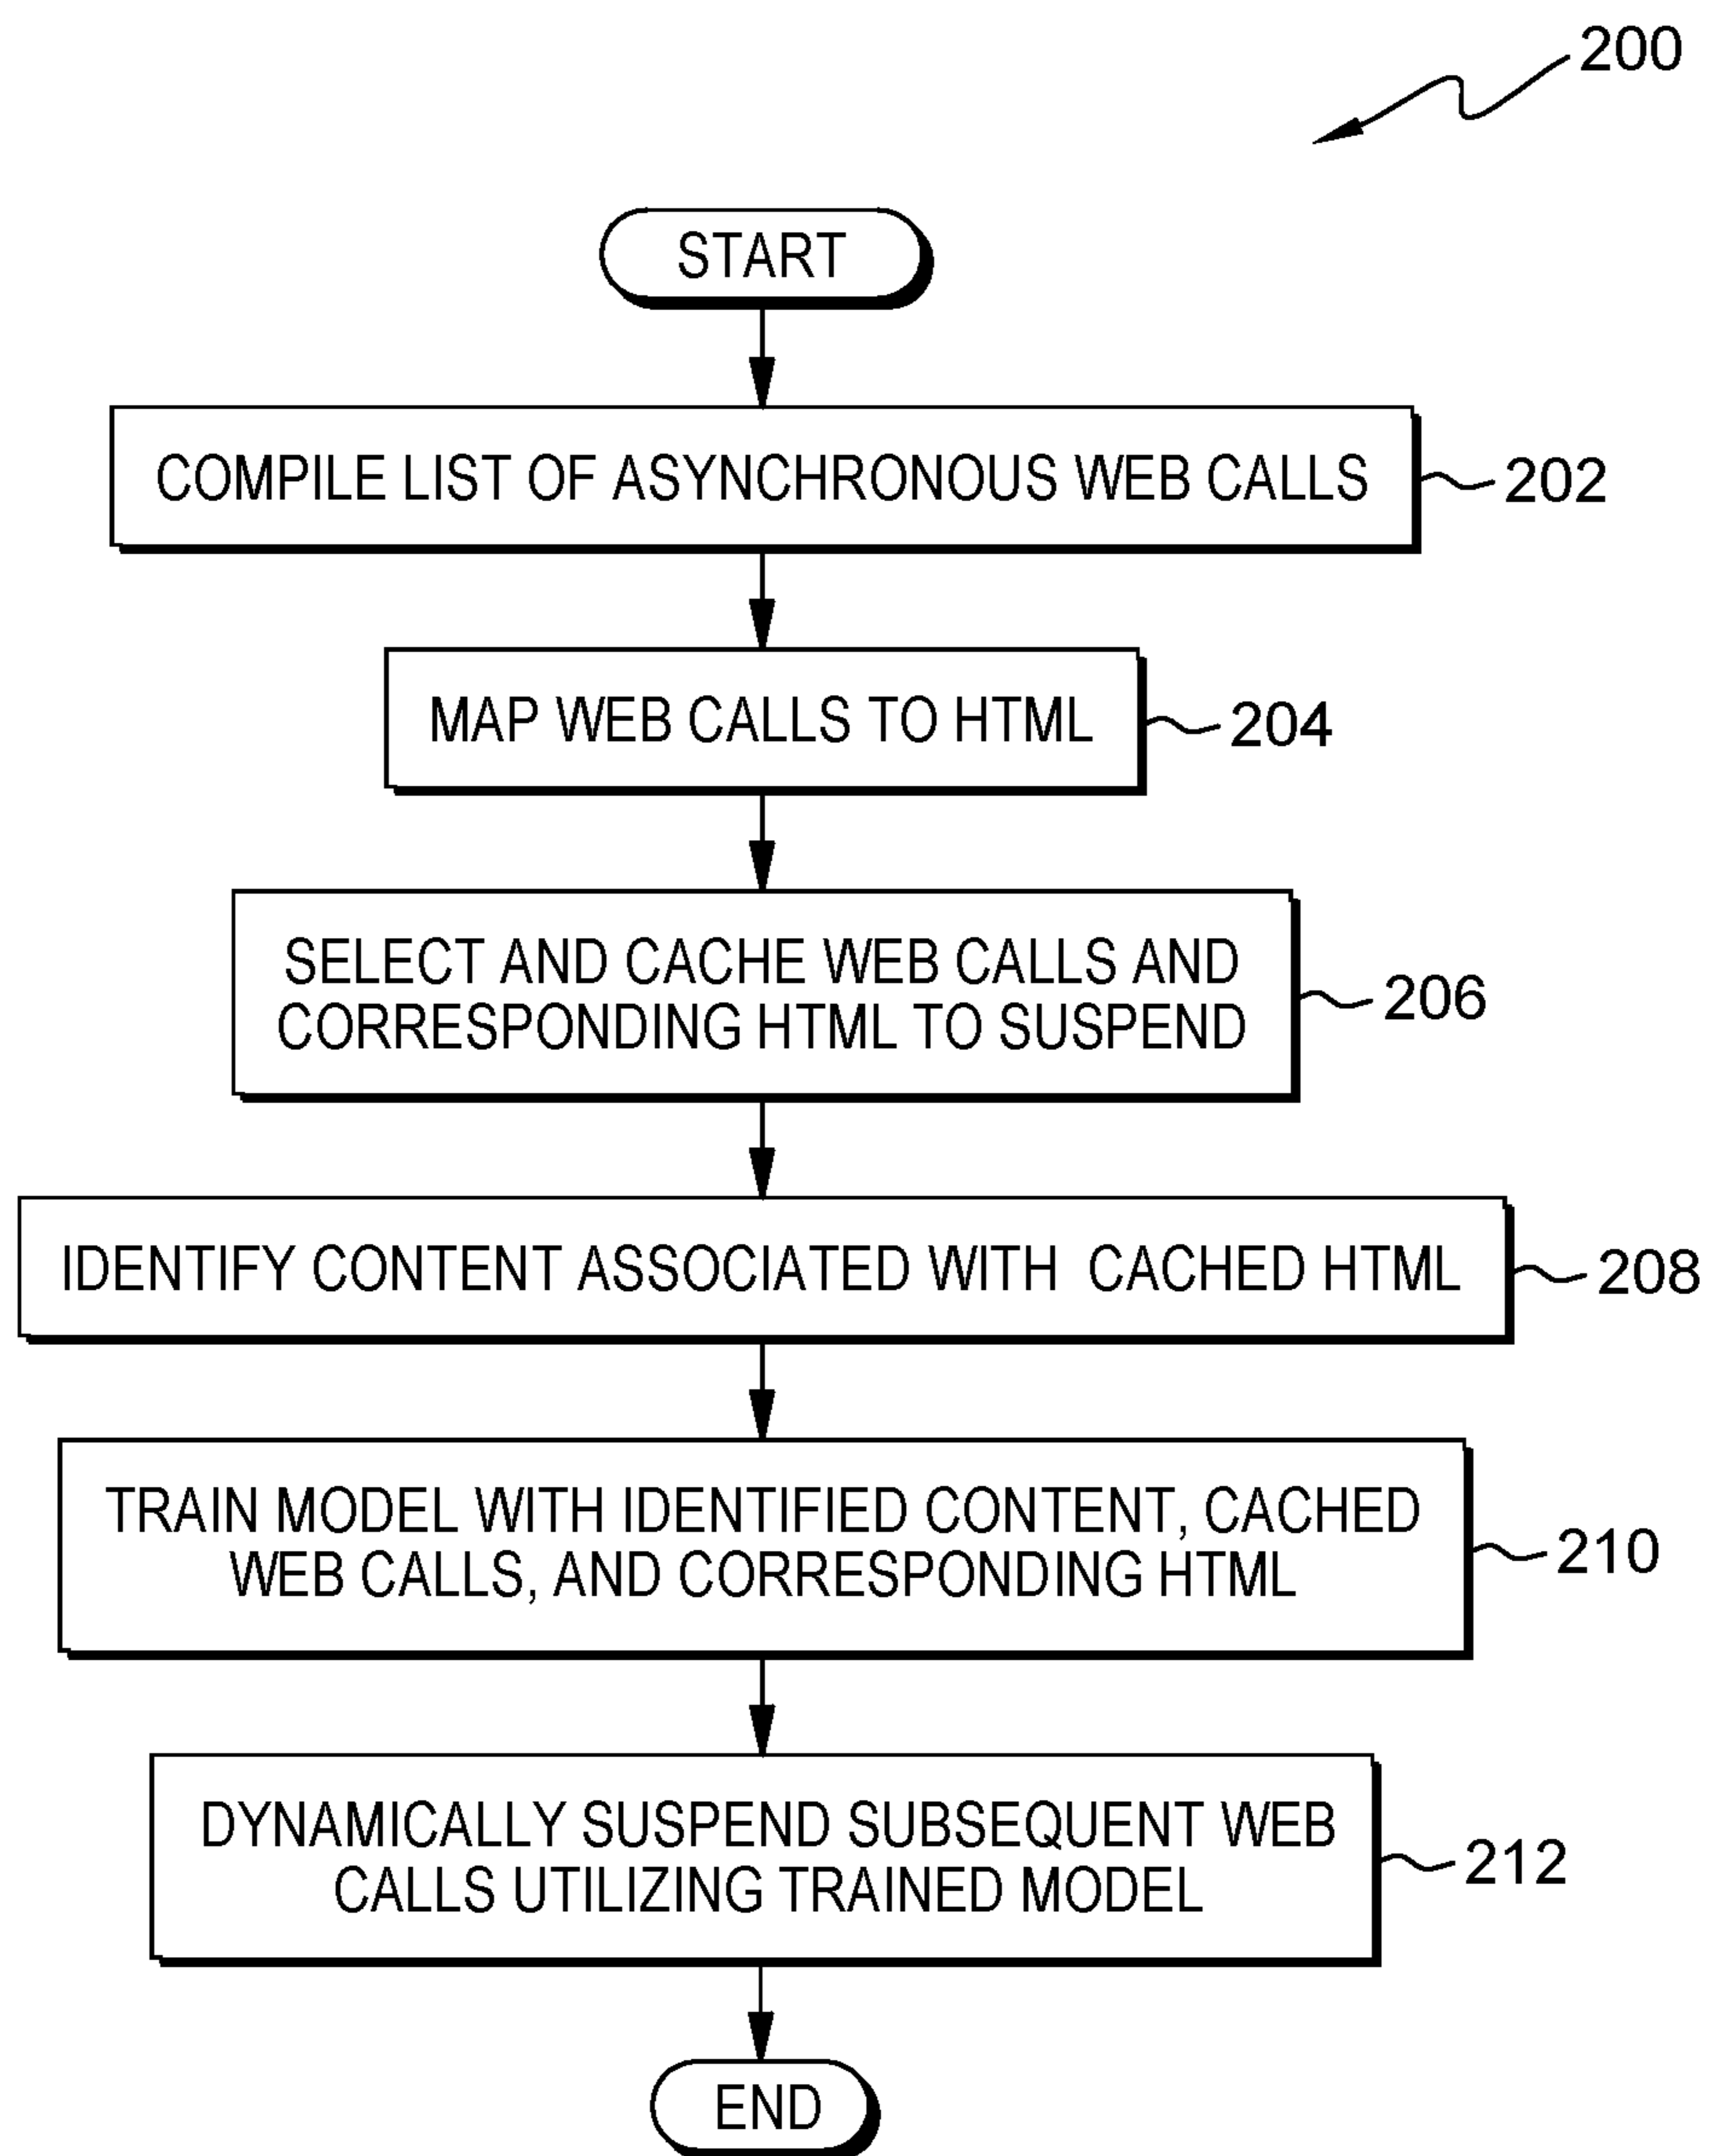 200
START
COMPILE LIST OF ASYNCHRONOUS WEB CALLS
202
MAP WEB CALLS TO HTML
204
SELECT AND CACHE WEB CALLS AND
CORRESPONDING HTML TO SUSPEND
206
IDENTIFY CONTENT ASSOCIATED WITH CACHED HTML
208
TRAIN MODEL WITH IDENTIFIED CONTENT, CACHED
WEB CALLS, AND CORRESPONDING HTML
210
DYNAMICALLY SUSPEND SUBSEQUENT WEB
CALLS UTILIZING TRAINED MODEL
212
END